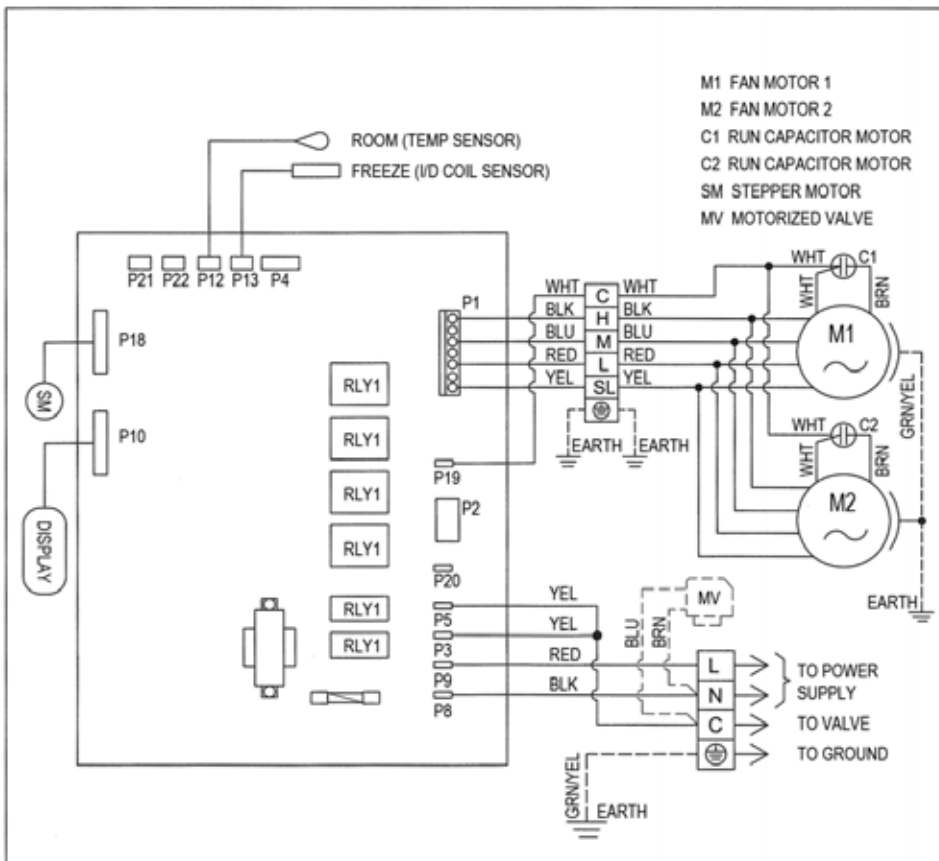 M1 FAN MOTOR 1
M2 FAN MOTOR 2
C1 RUN CAPACITOR MOTOR
C2 RUN CAPACITOR MOTOR
SM STEPPER MOTOR
MV MOTORIZED VALVE
ROOM (TEMP SENSOR)
FREEZE (I/D COIL SENSOR)
P21 P22 P12 P13 P4
P18
SM
P10
DISPLAY
P1
RLY1
RLY1
RLY1
RLY1
RLY1
RLY1
P19
P2
P20
P5
P3
P9
P8
WHT C WHT
BLK H BLK
BLU M BLU
RED L RED
YEL SL YEL
EARTH EARTH
WHT C1
WHT BRN
M1
GRN/YEL
WHT C2
WHT BRN
M2
EARTH
YEL
YEL
RED
BLK
BLU BRN
MV
L
N
C
TO POWER
SUPPLY
TO VALVE
TO GROUND
GRN/YEL
EARTH